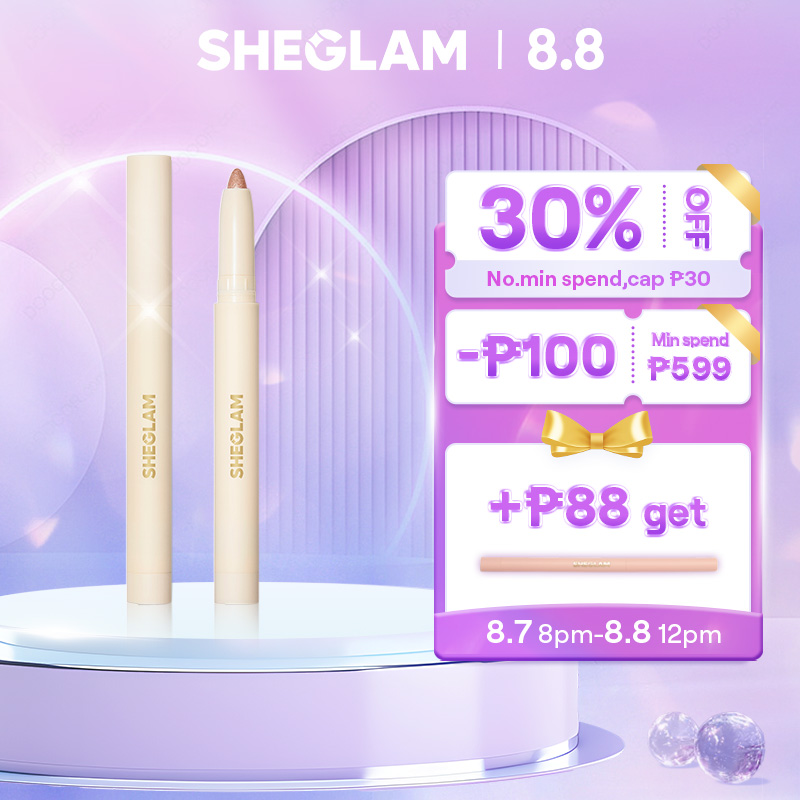 SHEGLAM | 8.8
30% OFF
No.min spend,cap ₱30
-₱100
Min spend
₱599
+₱88 get
SHEGLAM
8.7 8pm-8.8 12pm
SHEGLAM
SHEGLAM